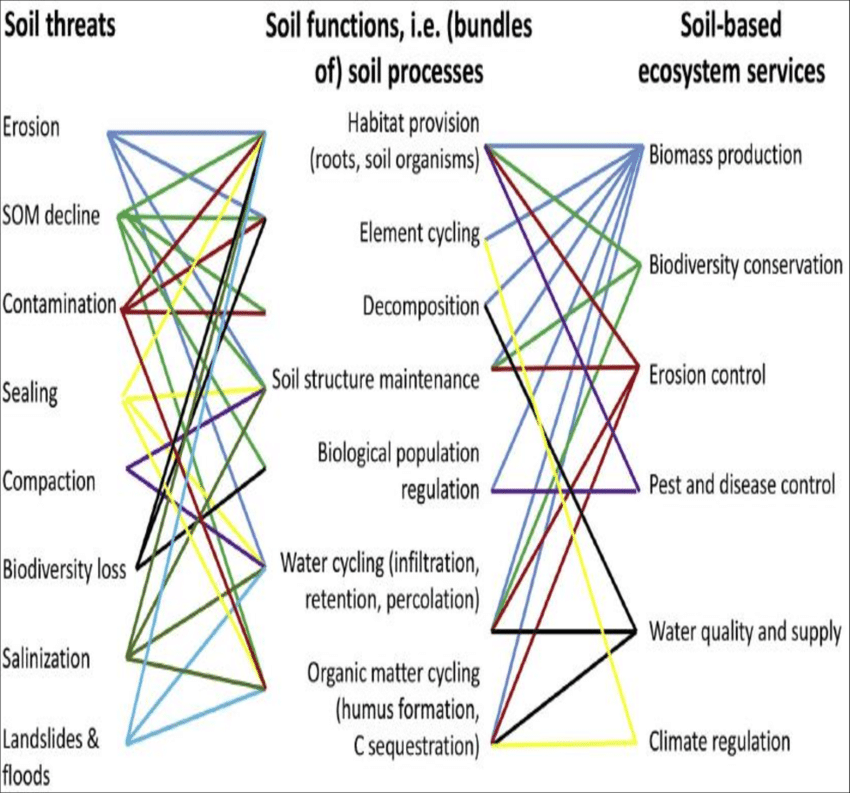 Soil threats
Soil functions, i.e. (bundles
of) soil processes
Soil-based
ecosystem services
Erosion
SOM decline
Contamination
Sealing
Compaction
Biodiversity loss
Salinization
Landslides &
floods
Habitat provision
(roots, soil organisms)
Element cycling
Decomposition
Soil structure maintenance
Biological population
regulation
Water cycling (infiltration,
retention, percolation)
Organic matter cycling
(humus formation,
C sequestration)
Biomass production
Biodiversity conservation
Erosion control
Pest and disease control
Water quality and supply
Climate regulation